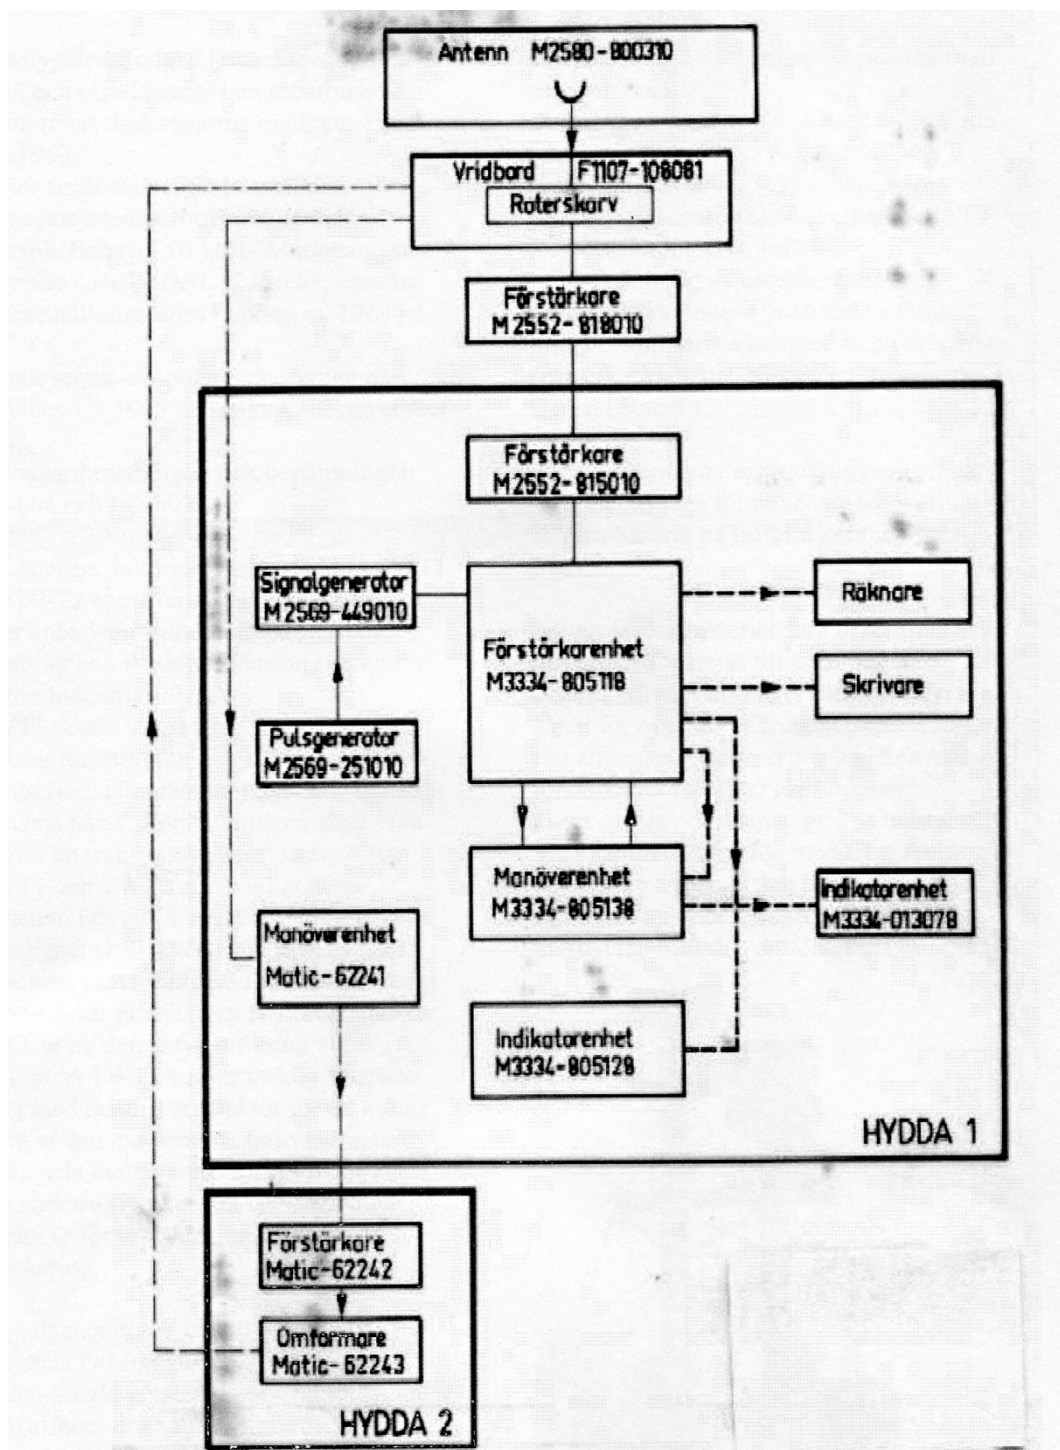 Antenn M2580-800310
Vridbord F1107-108081
Roterskarv
Förstärkare
M2552-818010
Förstärkare
M2552-815010
Signalgenerator
M2569-449010
Förstärkarenhet
M3334-805118
Räknare
Skrivare
Pulsgenerator
M2569-251010
Manöverenhet
M3334-805138
Indikatorenhet
M3334-013078
Manöverenhet
Matic-62241
Indikatorenhet
M3334-805128
HYDDA 1
Förstärkare
Matic-62242
Omformare
Matic-62243
HYDDA 2